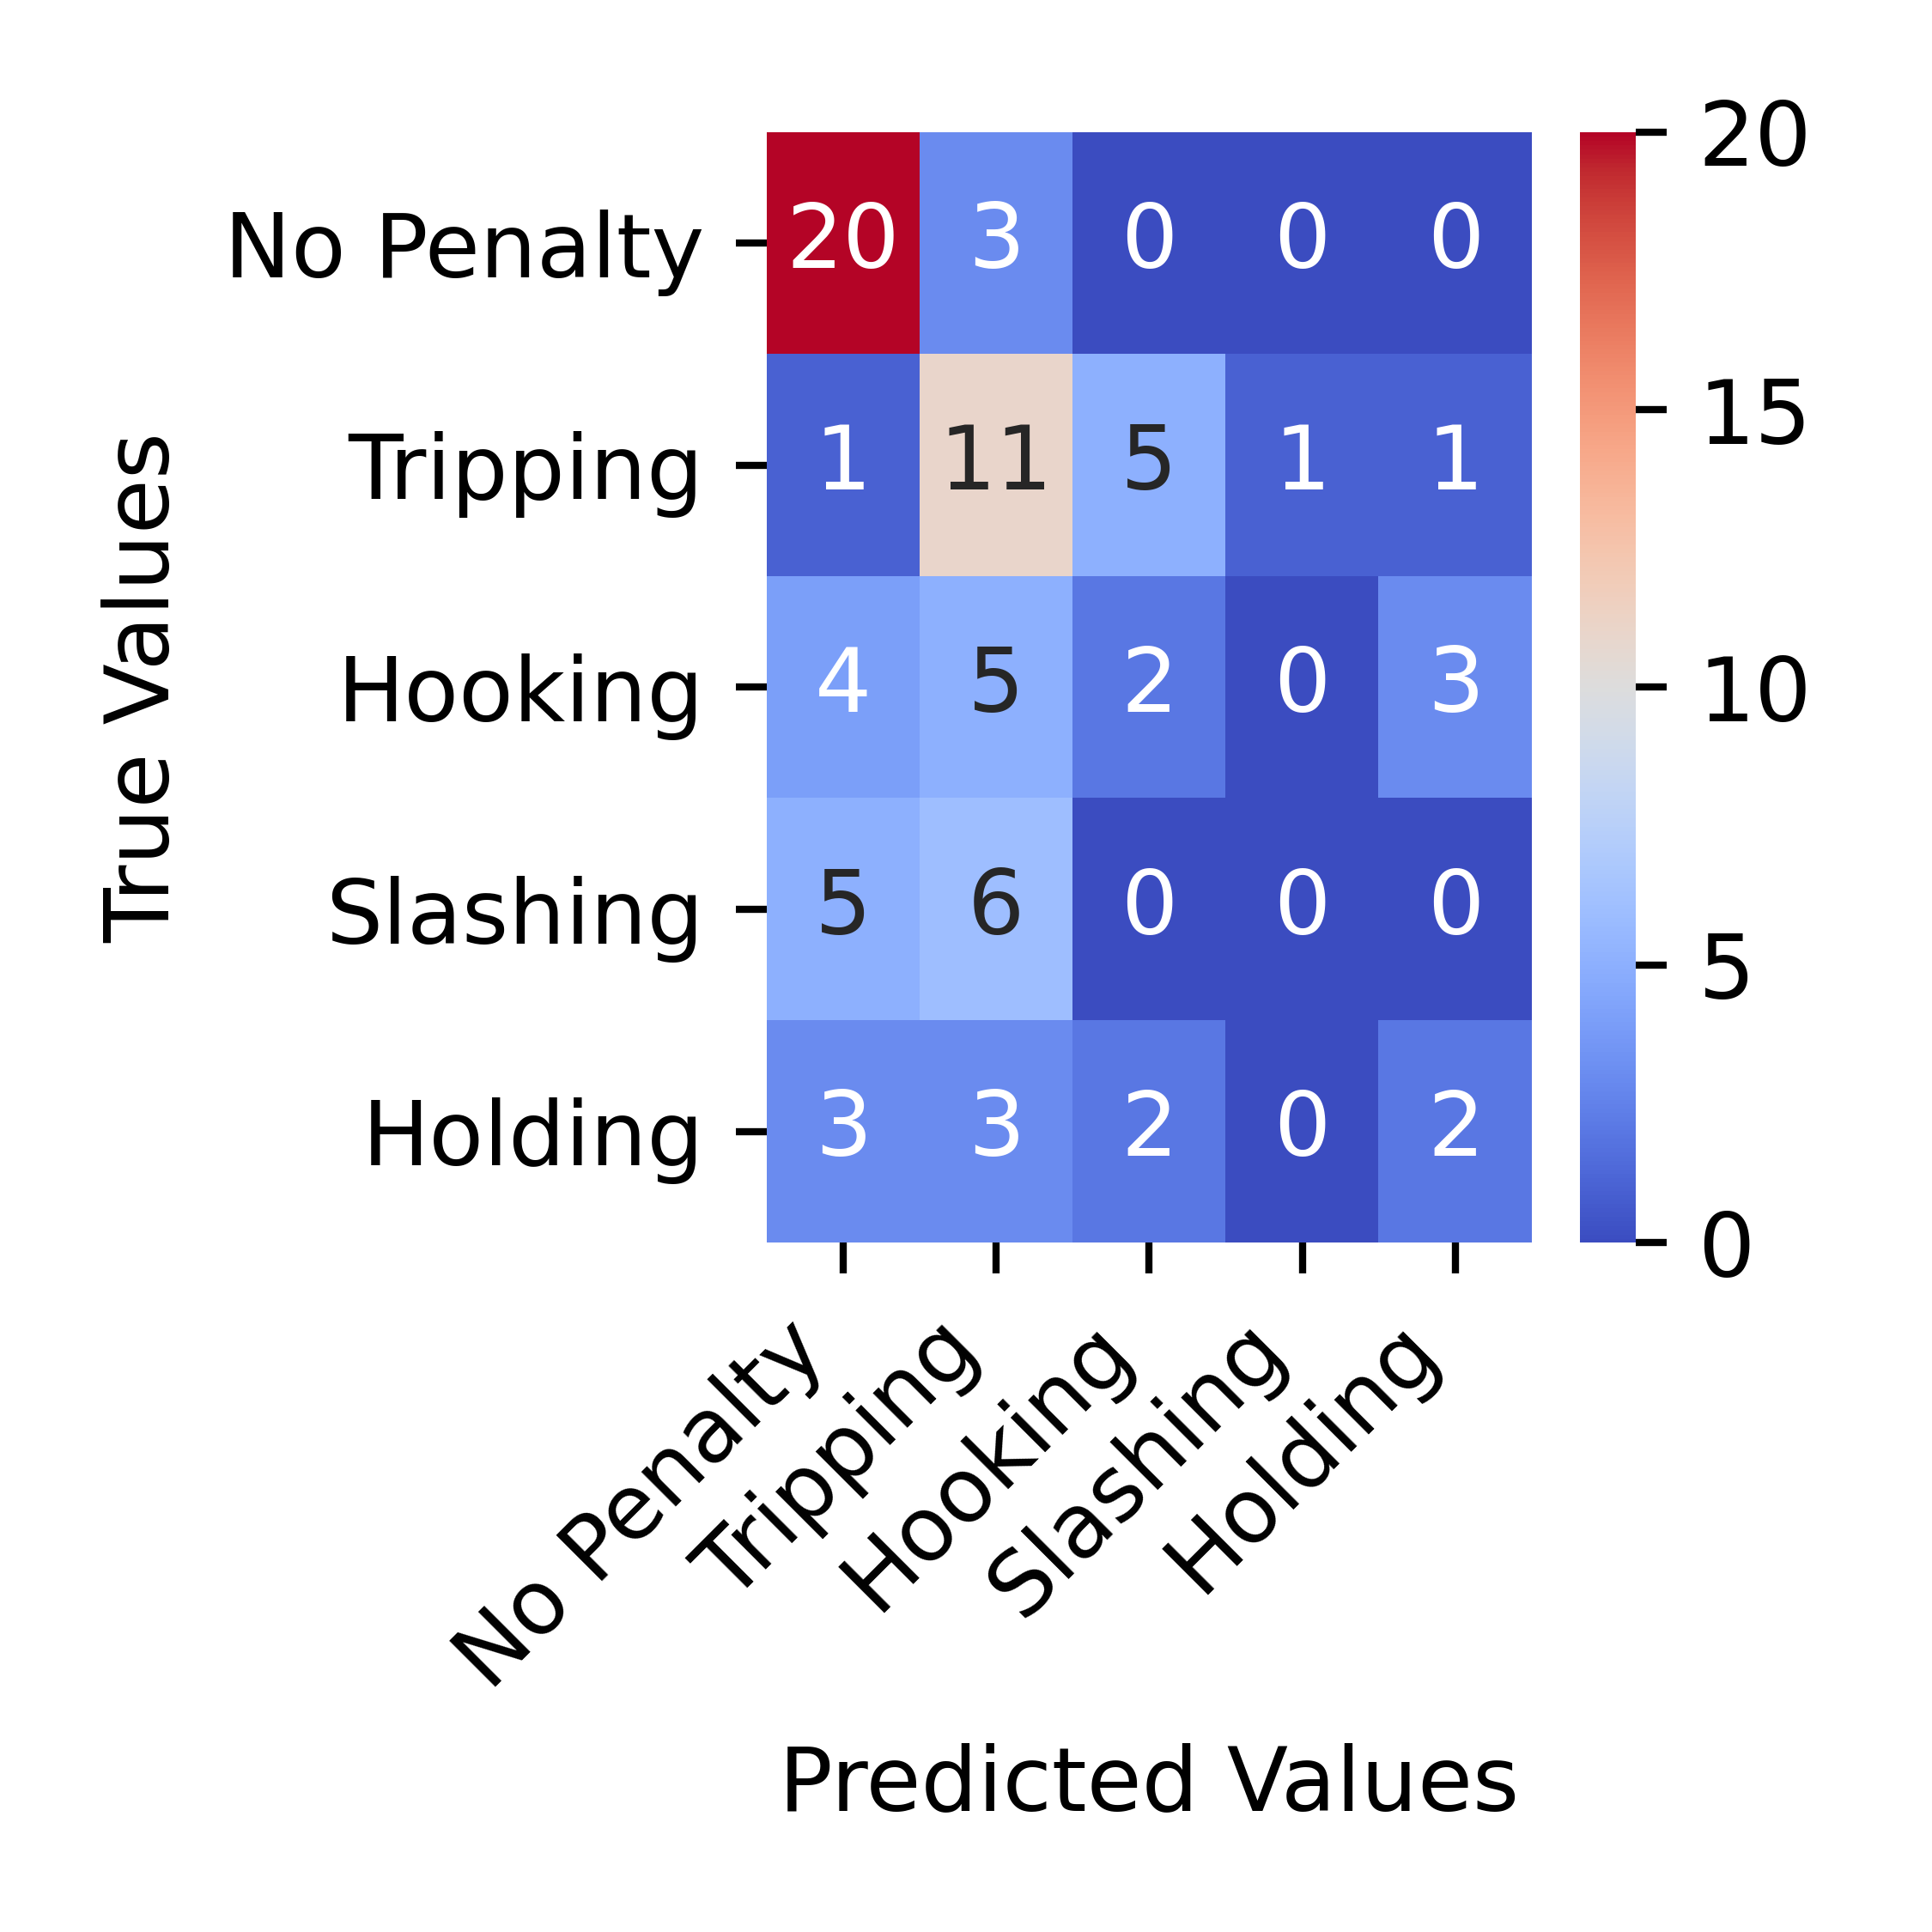 True Values
No Penalty 20 3 0 0 0
Tripping 1 11 5 1 1
Hooking 4 5 2 0 3
Slashing 5 6 0 0 0
Holding 3 3 2 0 2
No Penalty
Tripping
Hooking
Slashing
Holding
Predicted Values
20
15
10
5
0